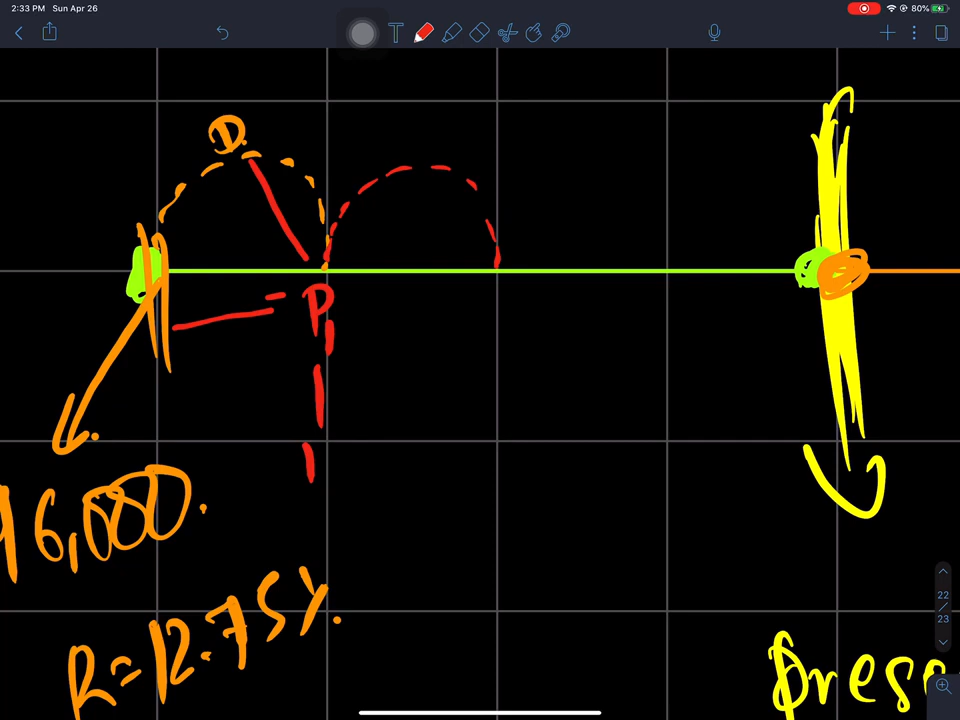 2:33 PM Sun Apr 26
80%
T
D.
P
16,000.
R=12.75%.
22
/
23
prese